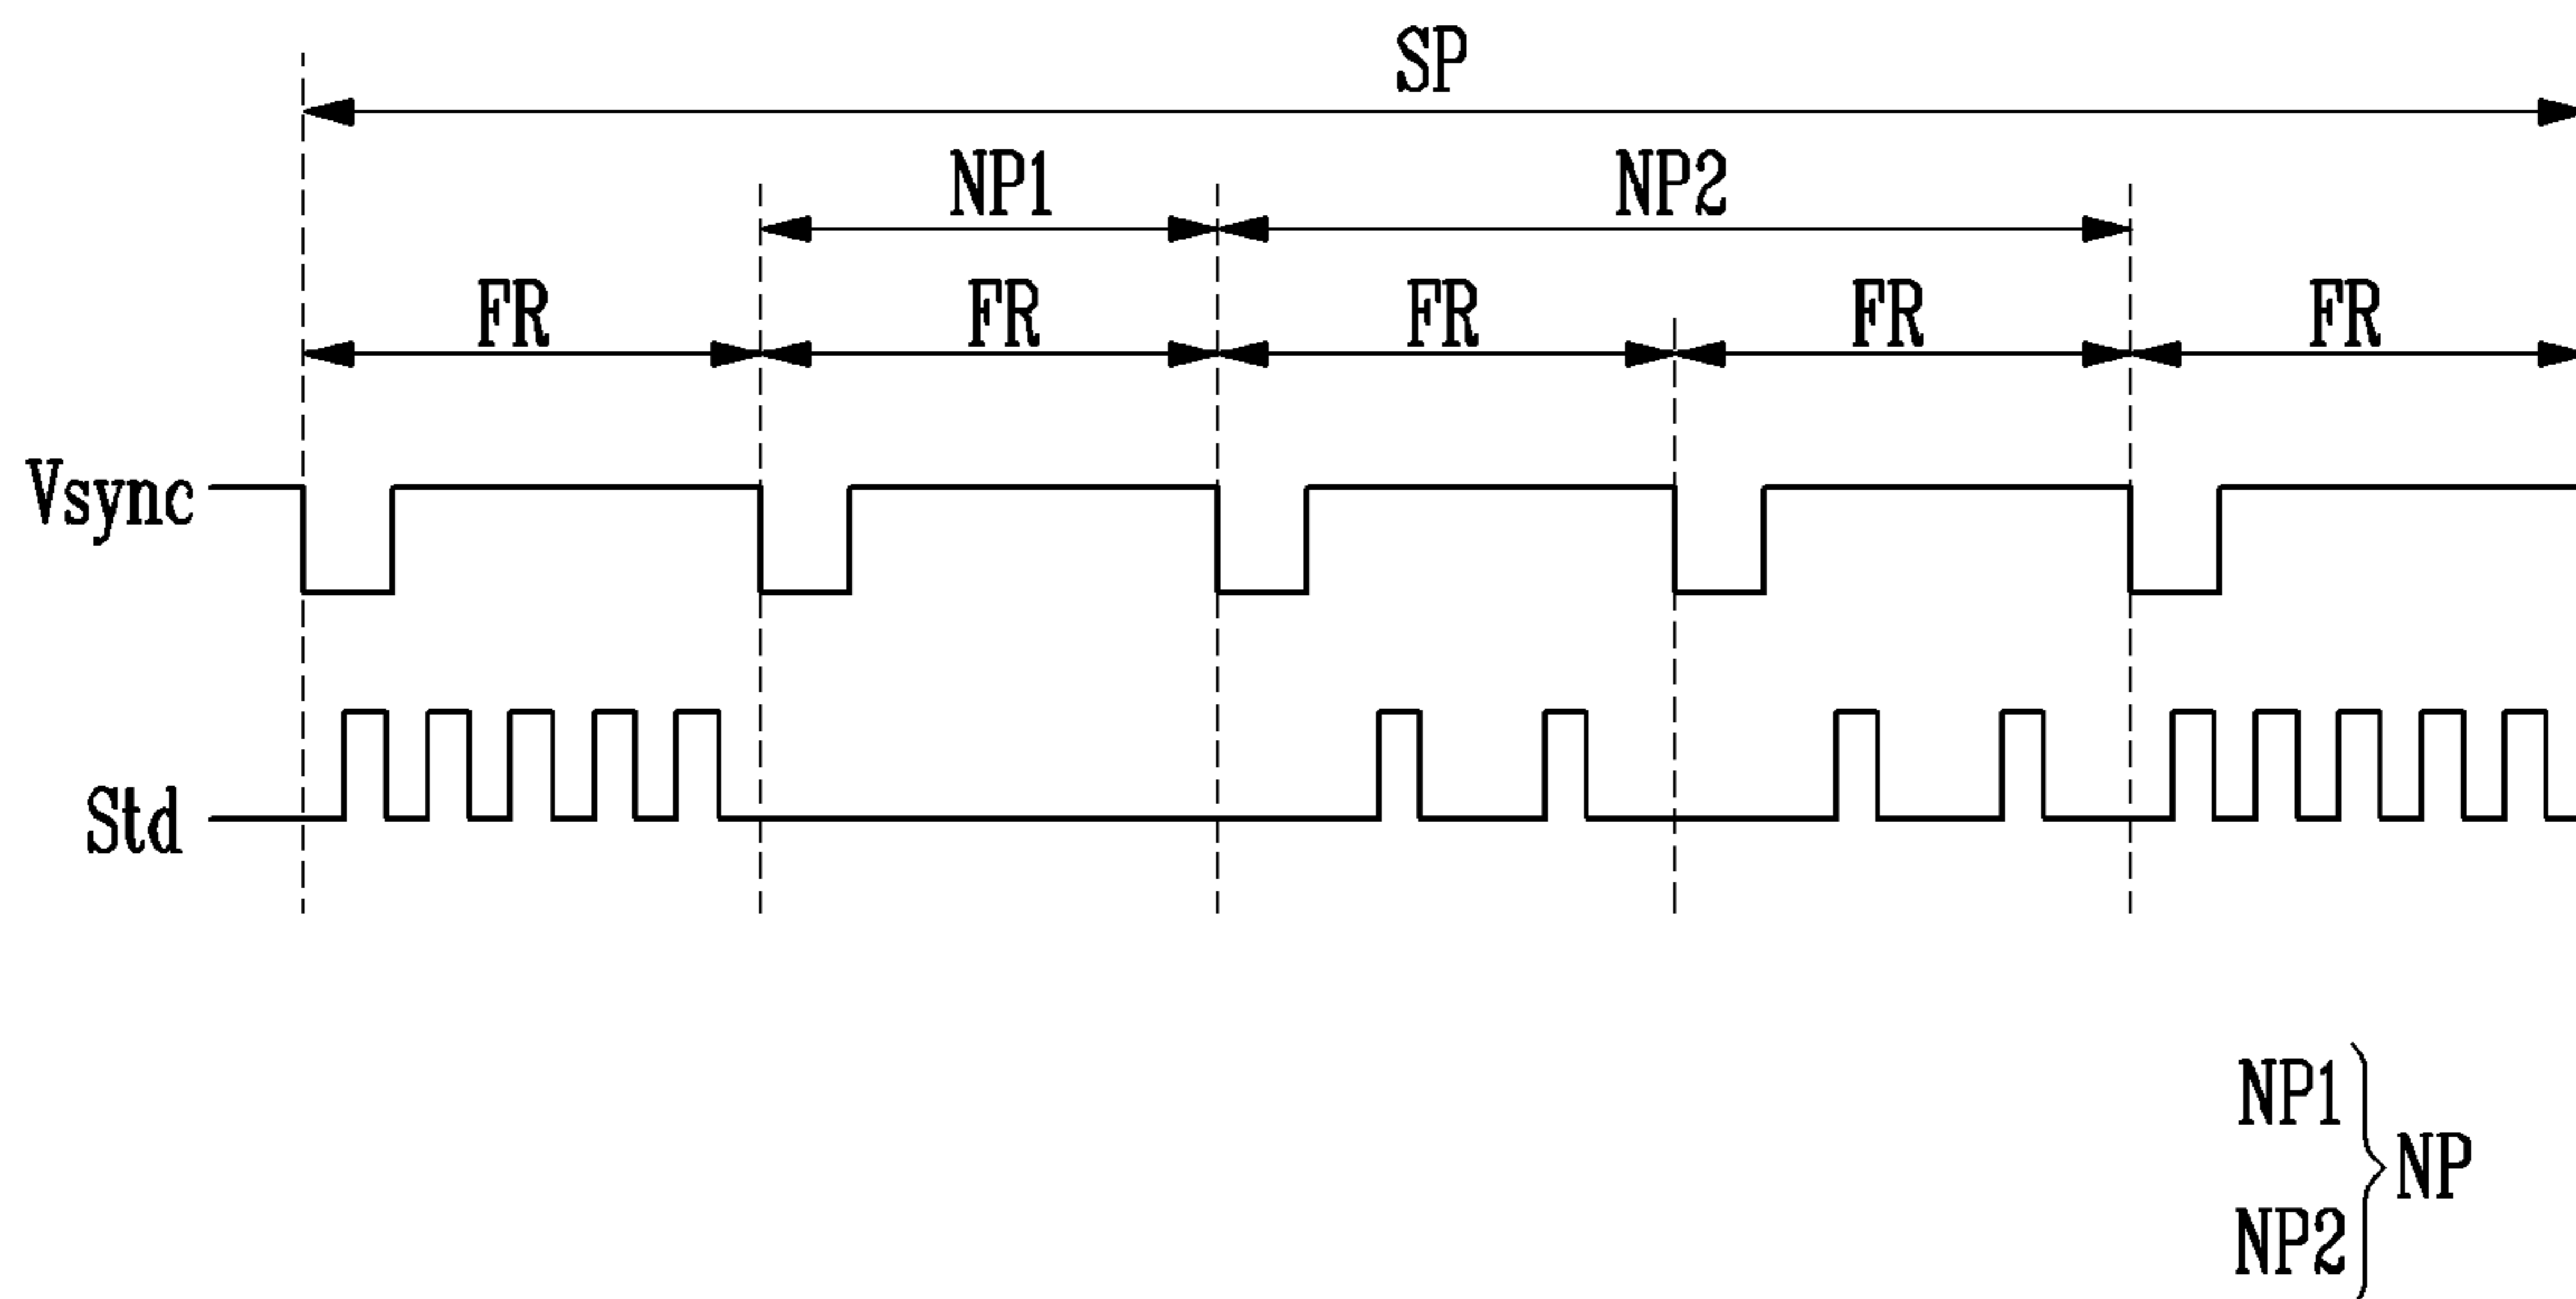 SP
NP1 NP2
FR FR FR FR FR
Vsync
Std
NP1
NP
NP2